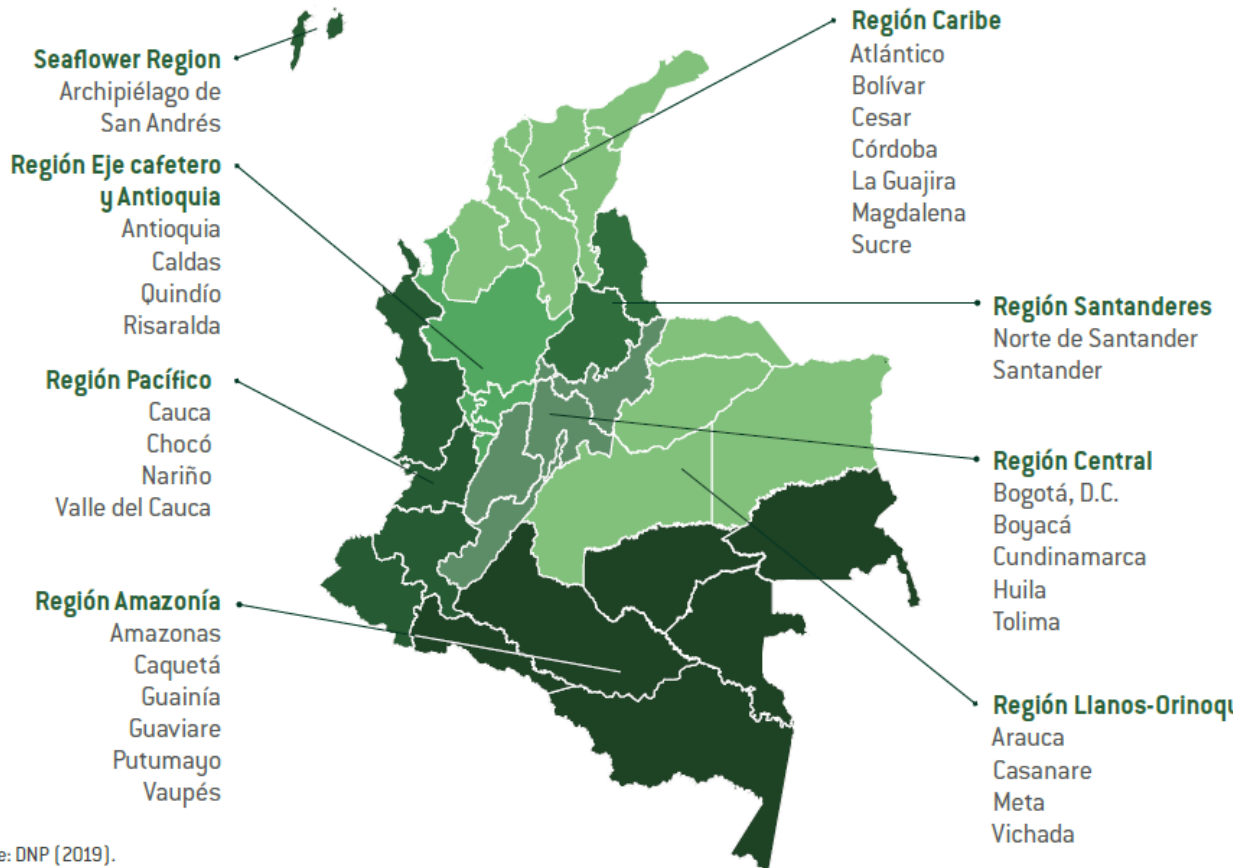 Seaflower Region
Archipiélago de
San Andrés
Región Eje cafetero
y Antioquia
Antioquia
Caldas
Quindío
Risaralda
Región Pacífico
Cauca
Chocó
Nariño
Valle del Cauca
Región Amazonía
Amazonas
Caquetá
Guainía
Guaviare
Putumayo
Vaupés
Región Caribe
Atlántico
Bolívar
Cesar
Córdoba
La Guajira
Magdalena
Sucre
Región Santanderes
Norte de Santander
Santander
Región Central
Bogotá, D.C.
Boyacá
Cundinamarca
Huila
Tolima
Región Llanos-Orinoqu
Arauca
Casanare
Meta
Vichada
e: DNP (2019).